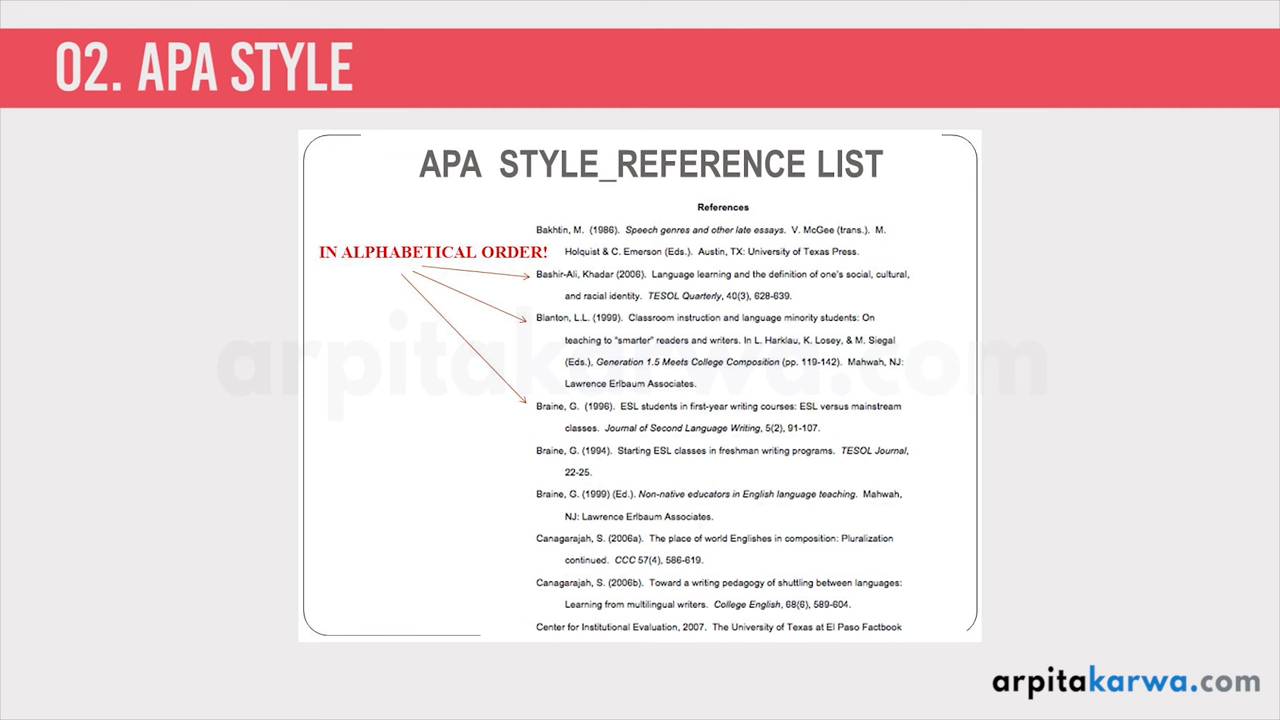 02. APA STYLE
APA STYLE_REFERENCE LIST
References
IN ALPHABETICAL ORDER!
Bakhtin, M. (1986). Speech genres and other late essays. V. McGee (trans.). M.
Holquist & C. Emerson (Eds.). Austin, TX: University of Texas Press.
Bashir-Ali, Khadar (2006). Language learning and the definition of one's social, cultural,
and racial identity. TESOL Quarterly, 40(3), 628-639.
Blanton, L.L. (1999). Classroom instruction and language minority students: On
teaching to "smarter" readers and writers. In L. Harklau, K. Losey, & M. Siegal
(Eds.), Generation 1.5 Meets College Composition (pp. 119-142). Mahwah, NJ:
Lawrence Erlbaum Associates.
Braine, G. (1996). ESL students in first-year writing courses: ESL versus mainstream
classes. Journal of Second Language Writing, 5(2), 91-107.
Braine, G. (1994). Starting ESL classes in freshman writing programs. TESOL Journal,
22-25.
Braine, G. (1999) (Ed.). Non-native educators in English language teaching. Mahwah,
NJ: Lawrence Erlbaum Associates.
Canagarajah, S. (2006a). The place of world Englishes in composition: Pluralization
continued. CCC 57(4), 586-619.
Canagarajah, S. (2006b). Toward a writing pedagogy of shuttling between languages:
Learning from multilingual writers. College English, 68(6), 589-604.
Center for Institutional Evaluation, 2007. The University of Texas at El Paso Factbook
arpitakarwa.com
arpitakarwa.com